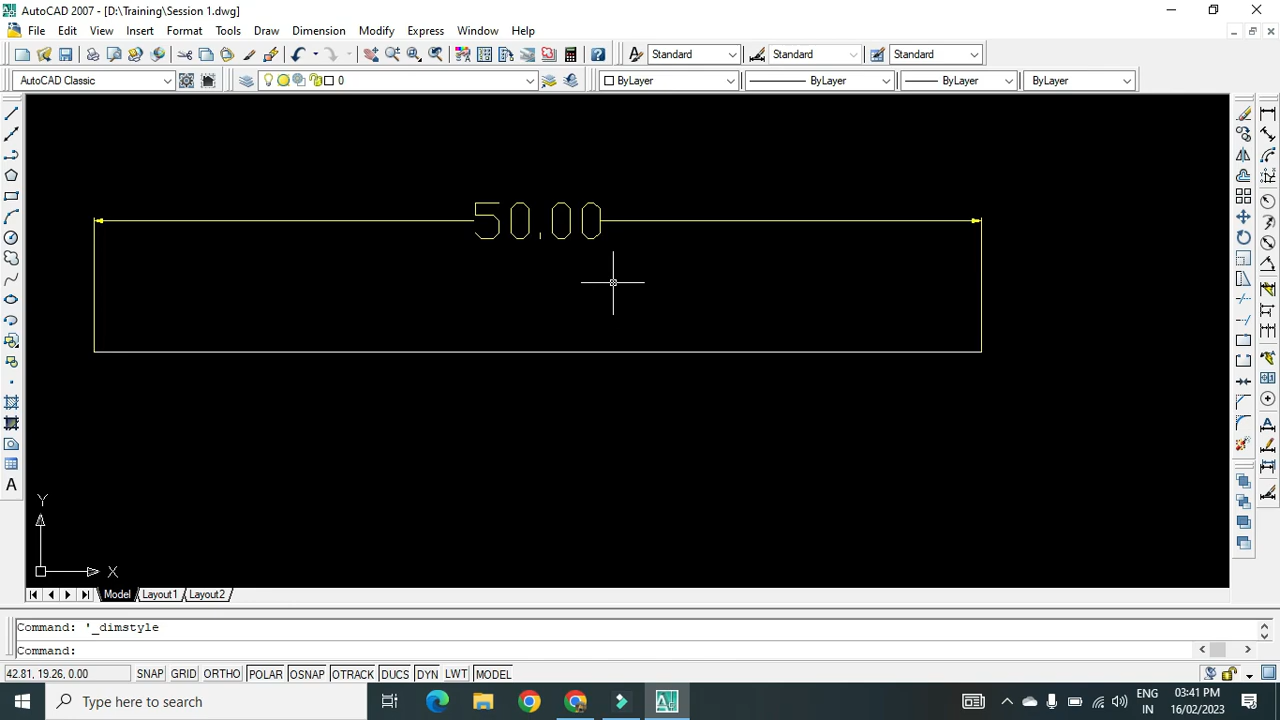 AutoCAD 2007 - [D:\Training\Session 1.dwg]
File Edit View Insert Format Tools Draw Dimension Modify Express Window Help
Standard Standard Standard
AutoCAD Classic 0 ByLayer ByLayer ByLayer ByLayer
50,00
Y
X
Model Layout1 Layout2
Command: '_dimstyle
Command:
42.81, 19.26, 0.00 SNAP GRID ORTHO POLAR OSNAP OTRACK DUCS DYN LWT MODEL
Type here to search
ENG 03:41 PM
IN 16/02/2023
A